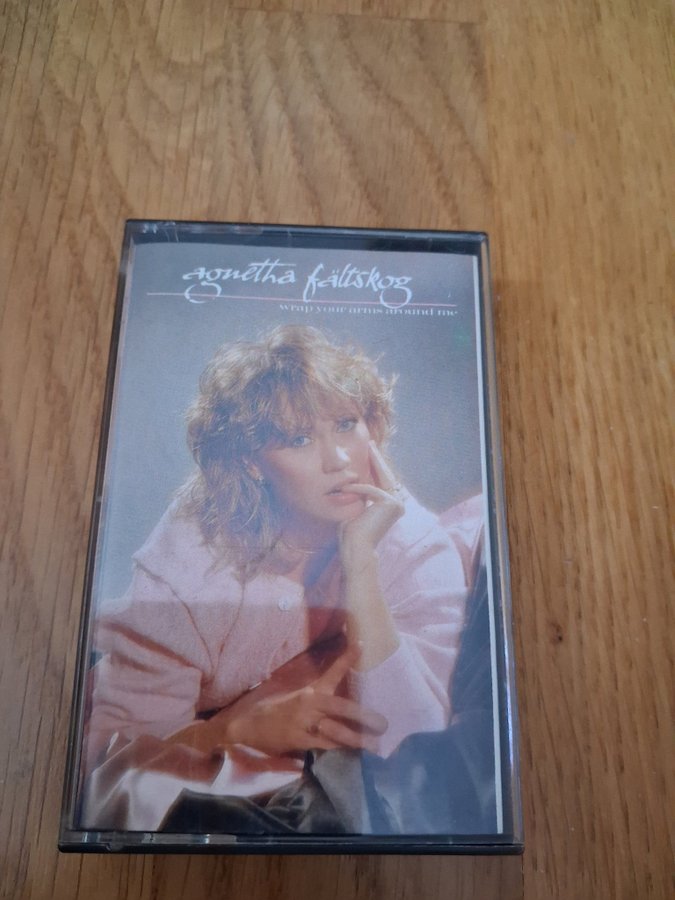 agnetha fältskog
wrap your arms around me